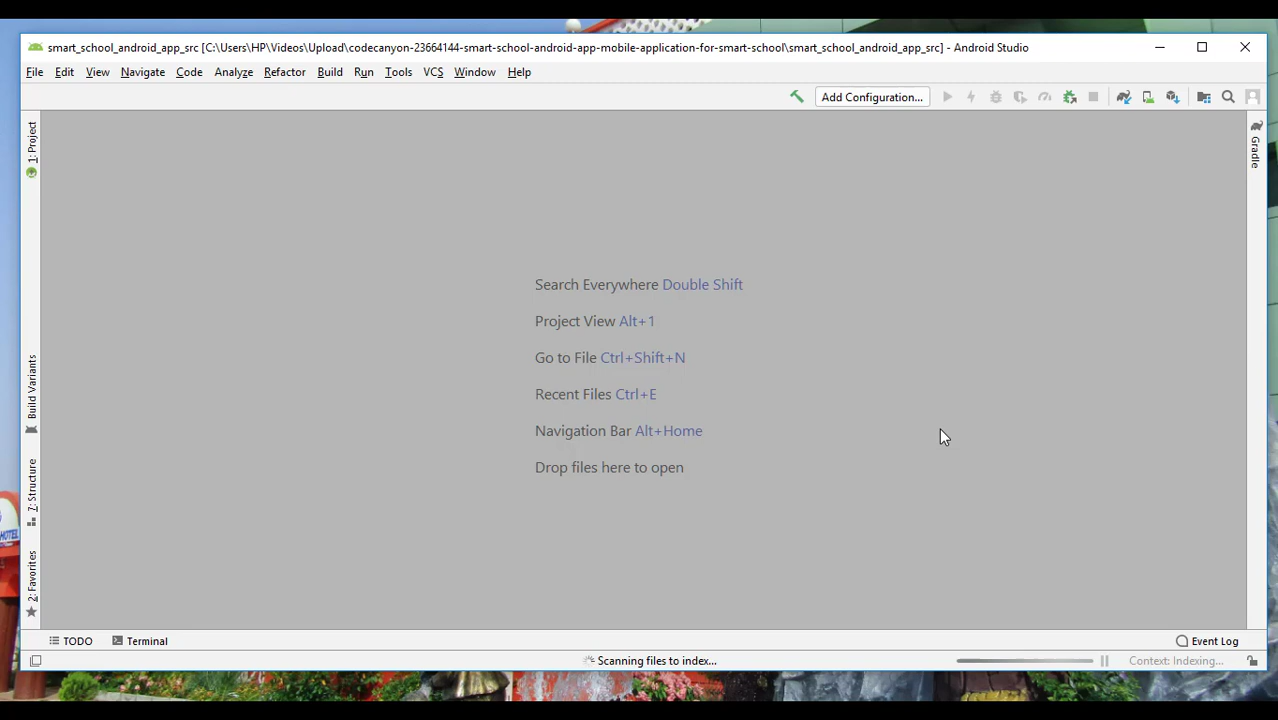 smart_school_android_app_src [C:\Users\HP\Videos\Upload\codecanyon-23664144-smart-school-android-app-mobile-application-for-smart-school\smart_school_android_app_src] - Android Studio
File Edit View Navigate Code Analyze Refactor Build Run Tools VCS Window Help
Add Configuration...
1: Project
Gradle
Search Everywhere Double Shift
Project View Alt+1
Go to File Ctrl+Shift+N
Recent Files Ctrl+E
Navigation Bar Alt+Home
Drop files here to open
Build Variants
7: Structure
2: Favorites
HOTEL
TODO Terminal Event Log
Scanning files to index... Context: Indexing...